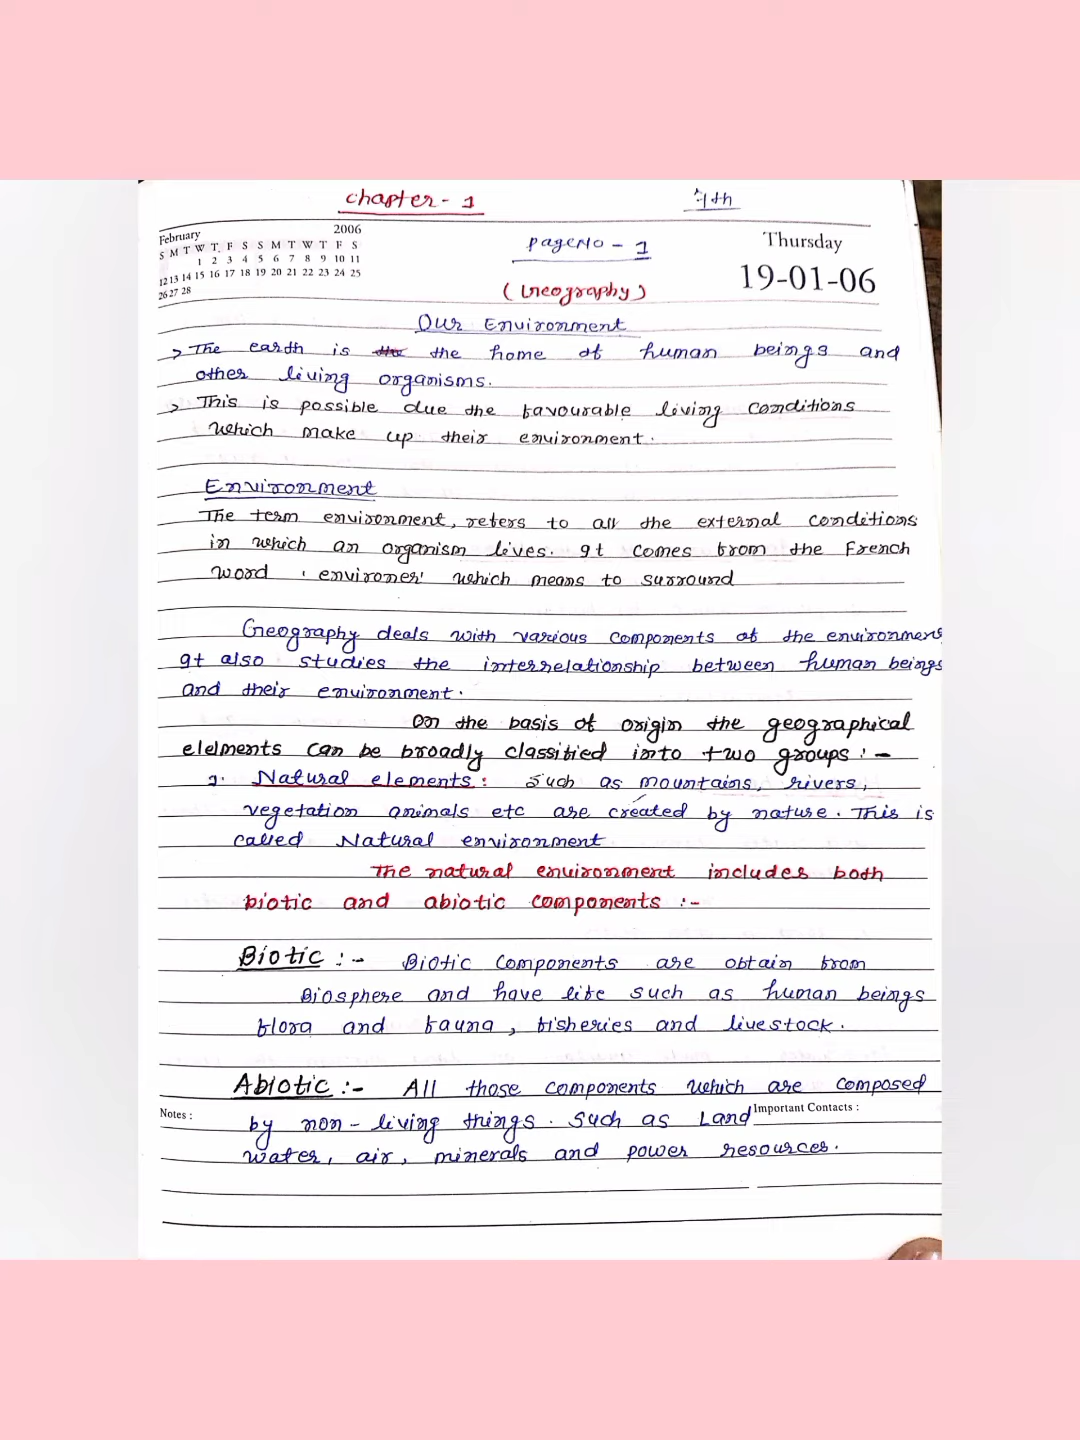 Chapter - 1
7th
February 2006
S M T W T F S S M T W T F S
1 2 3 4 5 6 7 8 9 10 11
12 13 14 15 16 17 18 19 20 21 22 23 24 25
26 27 28
Page No - 1
Thursday
19-01-06
(Geography)
Our Environment
> The earth is the the home of human beings and
other living organisms.
> This is possible due the favourable living conditions
which make up their environment.
Environment
The term environment, refers to all the external conditions
in which an organism lives. It comes from the French
word 'environer' which means to surround
Geography deals with various components of the environment
It also studies the interrelationship between human beings
and their environment.
On the basis of origin the geographical
elelments can be broadly classified into two groups :-
1. Natural elements: Such as mountains, rivers,
vegetation animals etc are created by nature. This is
called Natural environment
The natural environment includes both
biotic and abiotic components :-
Biotic :- Biotic components are obtain from
Biosphere and have life such as human beings
flora and fauna, fisheries and livestock.
Abiotic :- All those components which are composed
Notes : Important Contacts :
by non-living things. Such as Land
water, air, minerals and power resources.